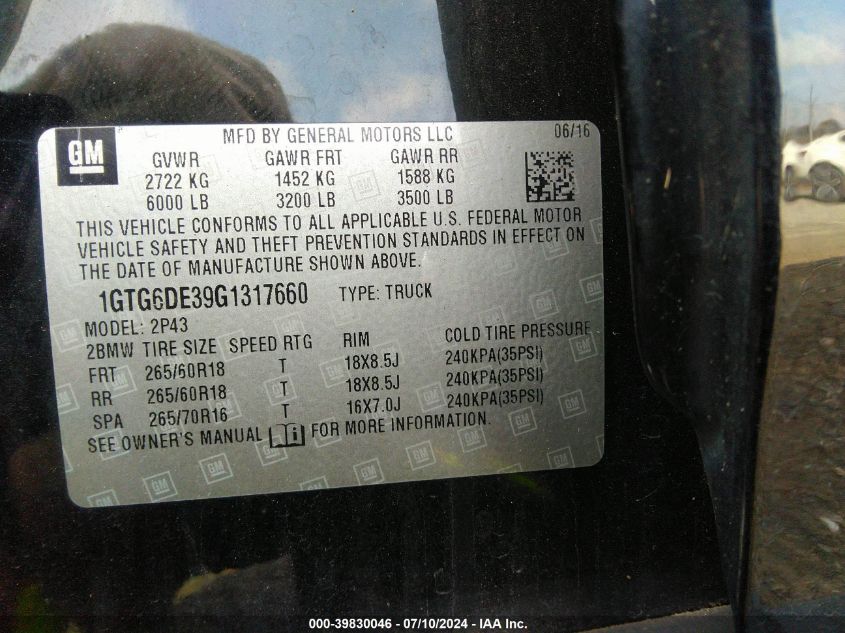 GM
MFD BY GENERAL MOTORS LLC
06/16
GVWR GAWR FRT GAWR RR
2722 KG 1452 KG 1588 KG
6000 LB 3200 LB 3500 LB
THIS VEHICLE CONFORMS TO ALL APPLICABLE U.S. FEDERAL MOTOR
VEHICLE SAFETY AND THEFT PREVENTION STANDARDS IN EFFECT ON
THE DATE OF MANUFACTURE SHOWN ABOVE.
1GTG6DE39G1317660 TYPE: TRUCK
MODEL: 2P43
2BMW TIRE SIZE SPEED RTG RIM COLD TIRE PRESSURE
FRT 265/60R18 T 18X8.5J 240KPA(35PSI)
RR 265/60R18 T 18X8.5J 240KPA(35PSI)
SPA 265/70R16 T 16X7.0J 240KPA(35PSI)
SEE OWNER'S MANUAL FOR MORE INFORMATION.
000-39830046 - 07/10/2024 - © IAA, Inc.